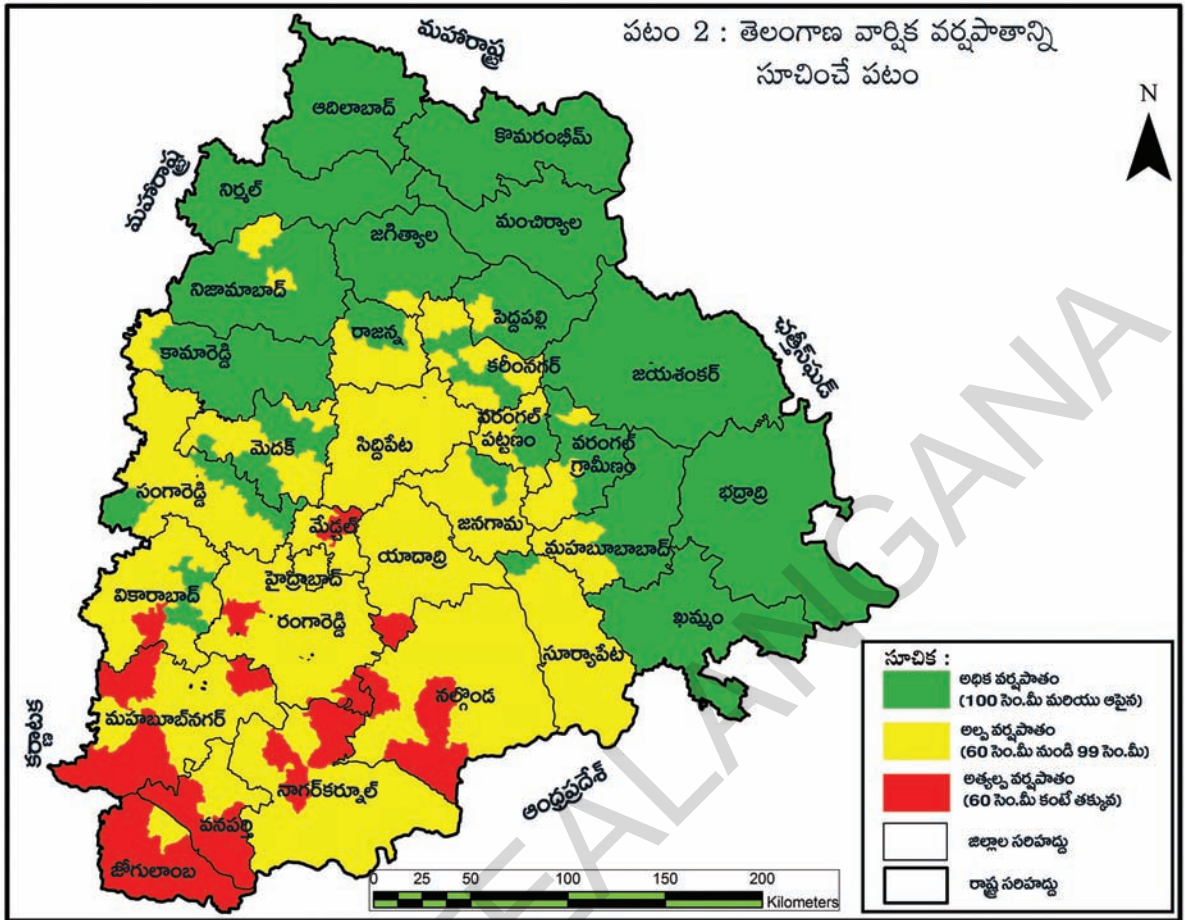 పటం 2 : తెలంగాణ వార్షిక వర్షపాతాన్ని
సూచించే పటం
మహారాష్ట్ర
N
ఆదిలాబాద్
కొమరంభీమ్
మహారాష్ట్ర
నిర్మల్
మంచిర్యాల
జగిత్యాల
నిజామాబాద్
పెద్దపల్లి
రాజన్న
కామారెడ్డి
కరీంనగర్
జయశంకర్
ఛత్తీస్‌ఘడ్
వరంగల్
పట్టణం
వరంగల్
గ్రామీణం
సిద్దిపేట
మెదక్
భద్రాద్రి
సంగారెడ్డి
జనగామ
మేడ్చల్
మహబూబాబాద్
యాదాద్రి
హైద్రాబాద్
వికారాబాద్
రంగారెడ్డి
ఖమ్మం
సూర్యాపేట
నల్గొండ
మహబూబ్‌నగర్
కర్ణాటక
నాగర్‌కర్నూల్
ఆంధ్రప్రదేశ్
వనపర్తి
జోగులాంబ
సూచిక :
అధిక వర్షపాతం
(100 సెం.మీ మరియు ఆపైన)
అల్ప వర్షపాతం
(60 సెం.మీ నుండి 99 సెం.మీ)
అత్యల్ప వర్షపాతం
(60 సెం.మీ కంటే తక్కువ)
జిల్లాల సరిహద్దు
రాష్ట్ర సరిహద్దు
0 25 50 100 150 200
Kilometers
TEALANGANA